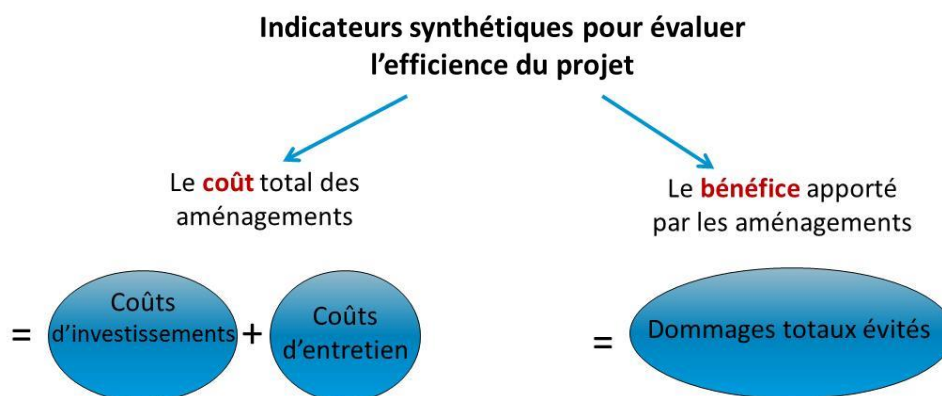 Indicateurs synthétiques pour évaluer
l'efficience du projet
Le coût total des
aménagements
Le bénéfice apporté
par les aménagements
= Coûts
d'investissements + Coûts
d'entretien
= Dommages totaux évités